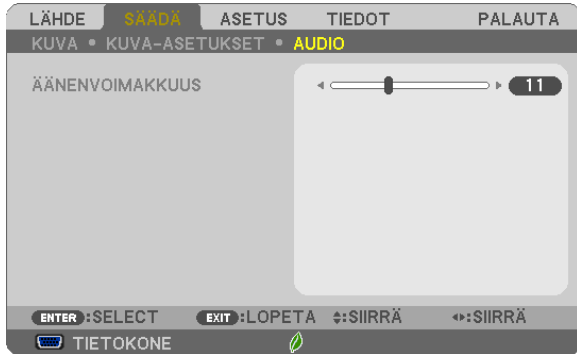 LÄHDE SÄÄDÄ ASETUS TIEDOT PALAUTA
KUVA • KUVA-ASETUKSET • AUDIO
ÄÄNENVOIMAKKUUS 11
ENTER :SELECT EXIT :LOPETA :SIIRRÄ :SIIRRÄ
TIETOKONE